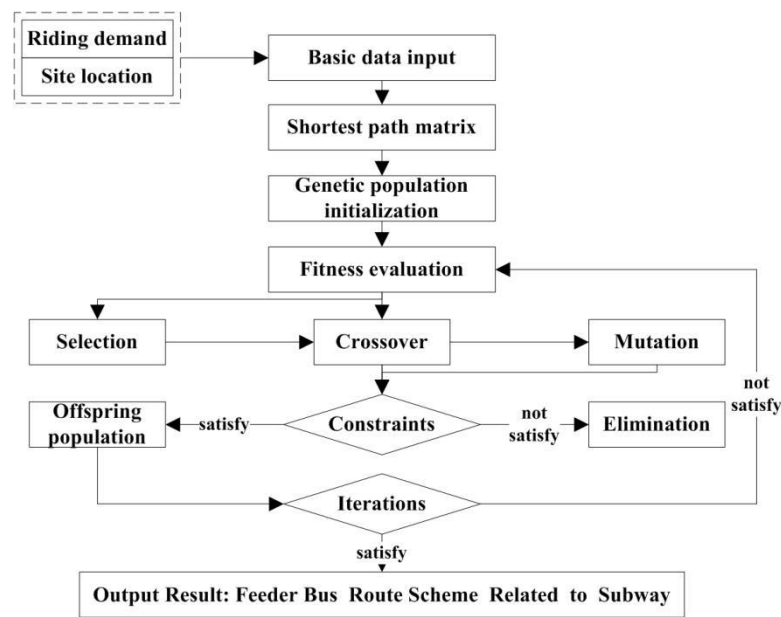 Riding demand
Site location
Basic data input
Shortest path matrix
Genetic population
initialization
Fitness evaluation
Selection
Crossover
Mutation
not
satisfy
Offspring
population
satisfy
Constraints
not
satisfy
Elimination
Iterations
satisfy
Output Result: Feeder Bus Route Scheme Related to Subway